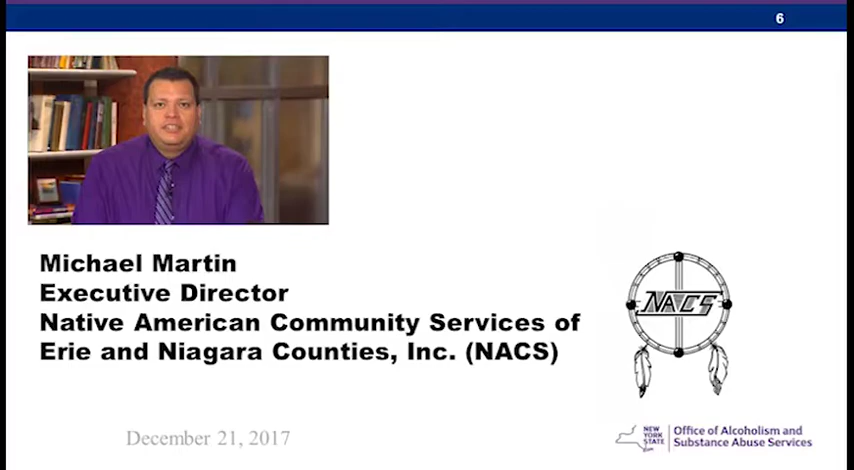 6
Michael Martin
Executive Director
Native American Community Services of
Erie and Niagara Counties, Inc. (NACS)
NACS
December 21, 2017
NEW
YORK
STATE
Office of Alcoholism and
Substance Abuse Services